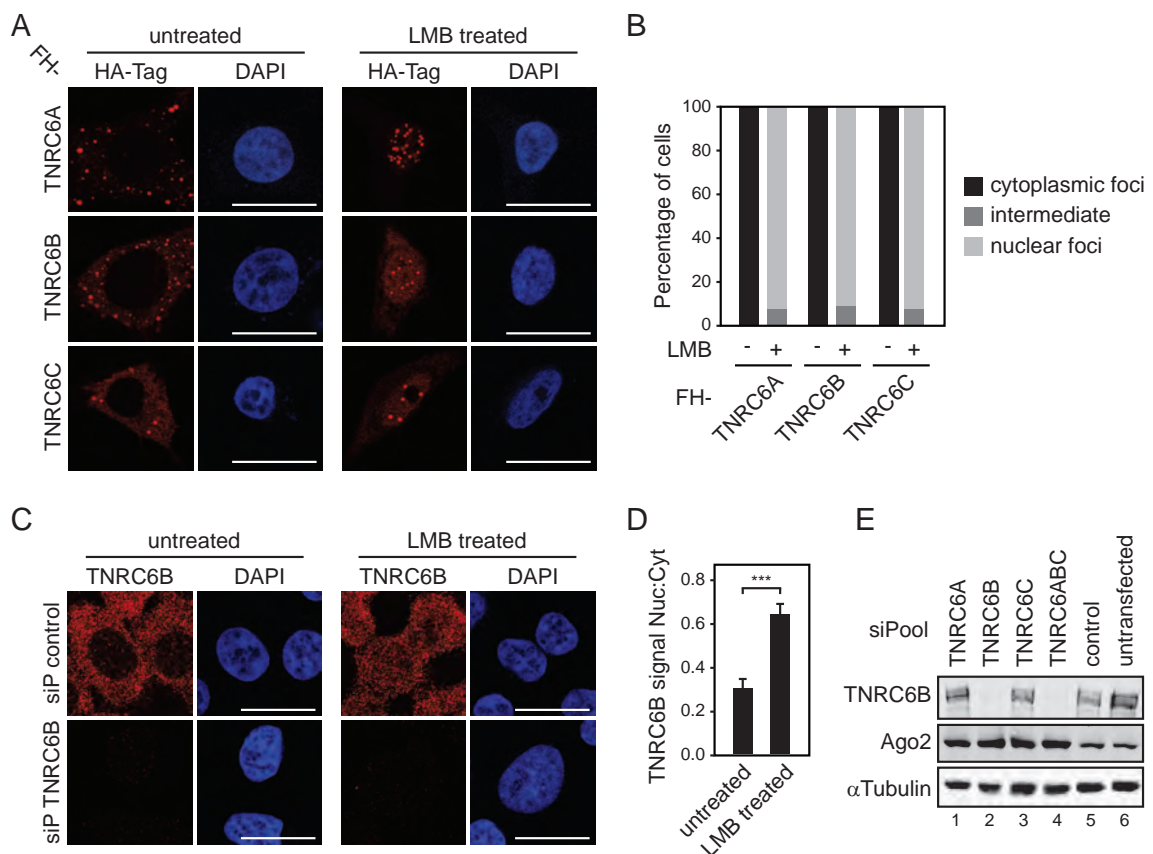 A
untreated
LMB treated
FH-
HA-Tag
DAPI
HA-Tag
DAPI
TNRC6A
TNRC6B
TNRC6C
B
Percentage of cells
100
80
60
40
20
0
LMB
- + - + - +
FH-
TNRC6A
TNRC6B
TNRC6C
cytoplasmic foci
intermediate
nuclear foci
C
untreated
LMB treated
TNRC6B
DAPI
TNRC6B
DAPI
siP control
siP TNRC6B
D
TNRC6B signal Nuc:Cyt
0.8
0.6
0.4
0.2
0.0
***
untreated
LMB treated
E
siPool
TNRC6A
TNRC6B
TNRC6C
TNRC6ABC
control
untransfected
TNRC6B
Ago2
αTubulin
1 2 3 4 5 6